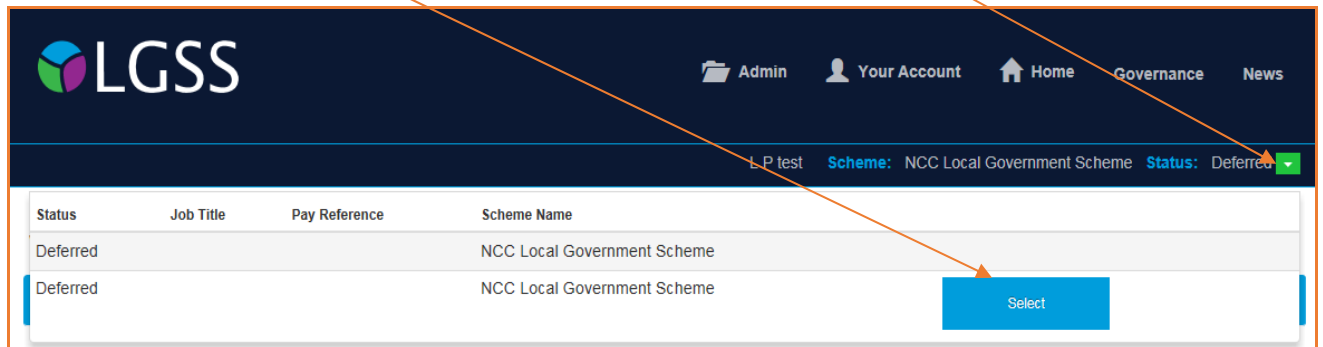 LGSS
Admin Your Account Home Governance News
L P test Scheme: NCC Local Government Scheme Status: Deferred
Status Job Title Pay Reference Scheme Name
Deferred NCC Local Government Scheme
Deferred NCC Local Government Scheme
Select